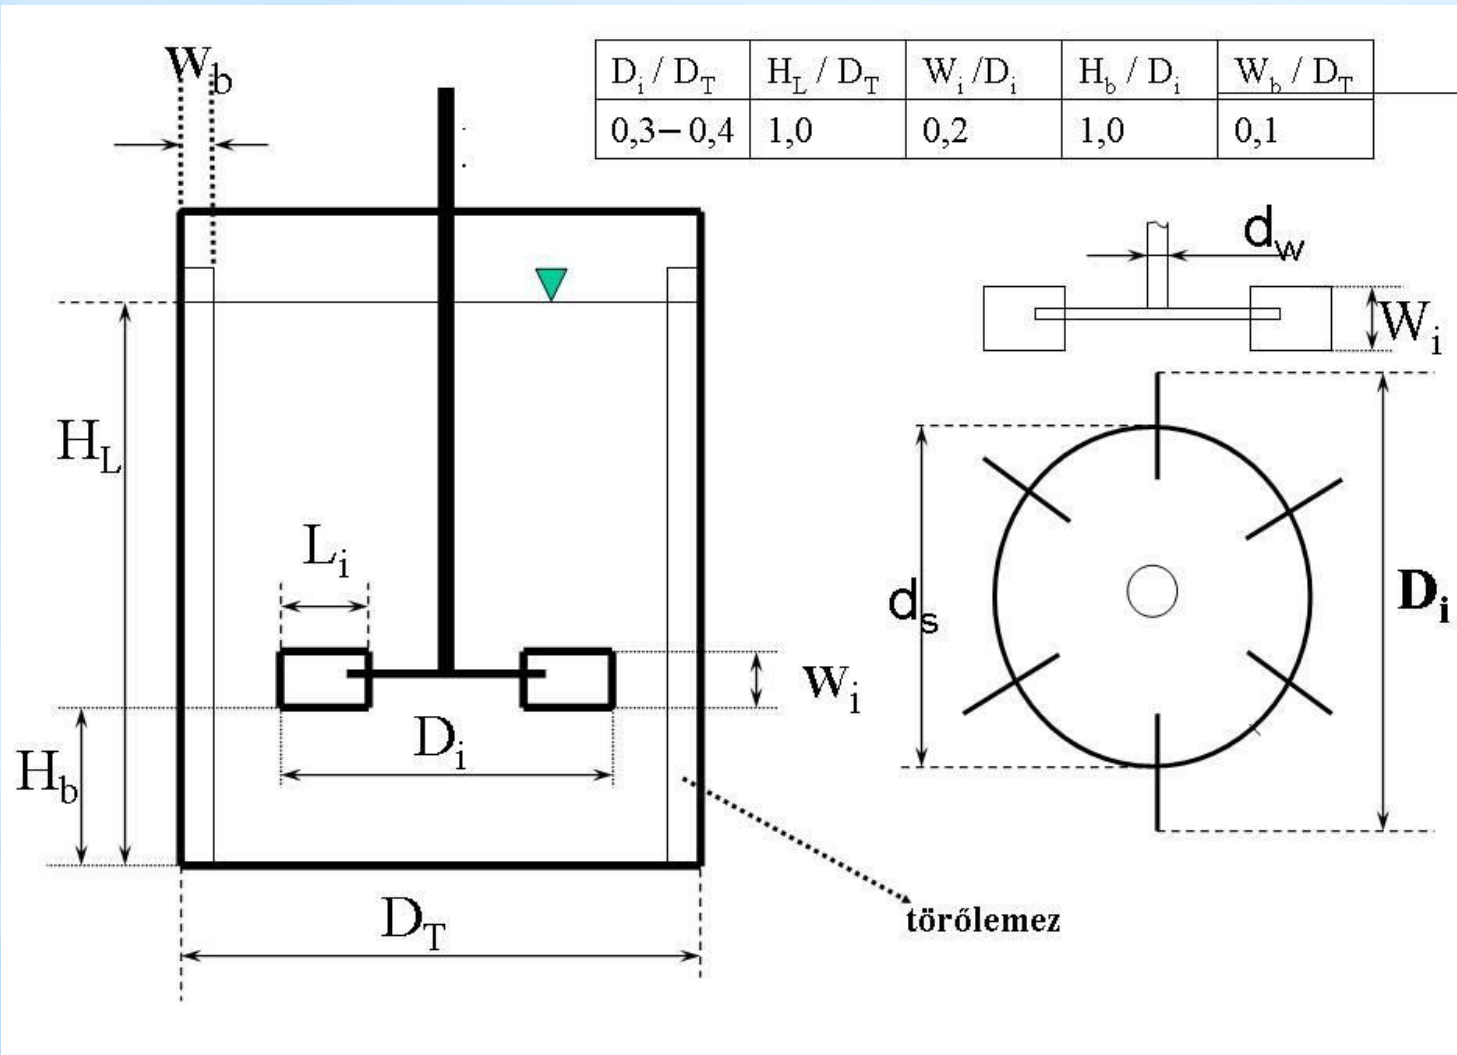 W_b
D_i / D_T H_L / D_T W_i /D_i H_b / D_i W_b / D_T
0,3– 0,4 1,0 0,2 1,0 0,1
d_w
W_i
H_L
L_i
d_s
D_i
W_i
D_i
H_b
D_T
törőlemez